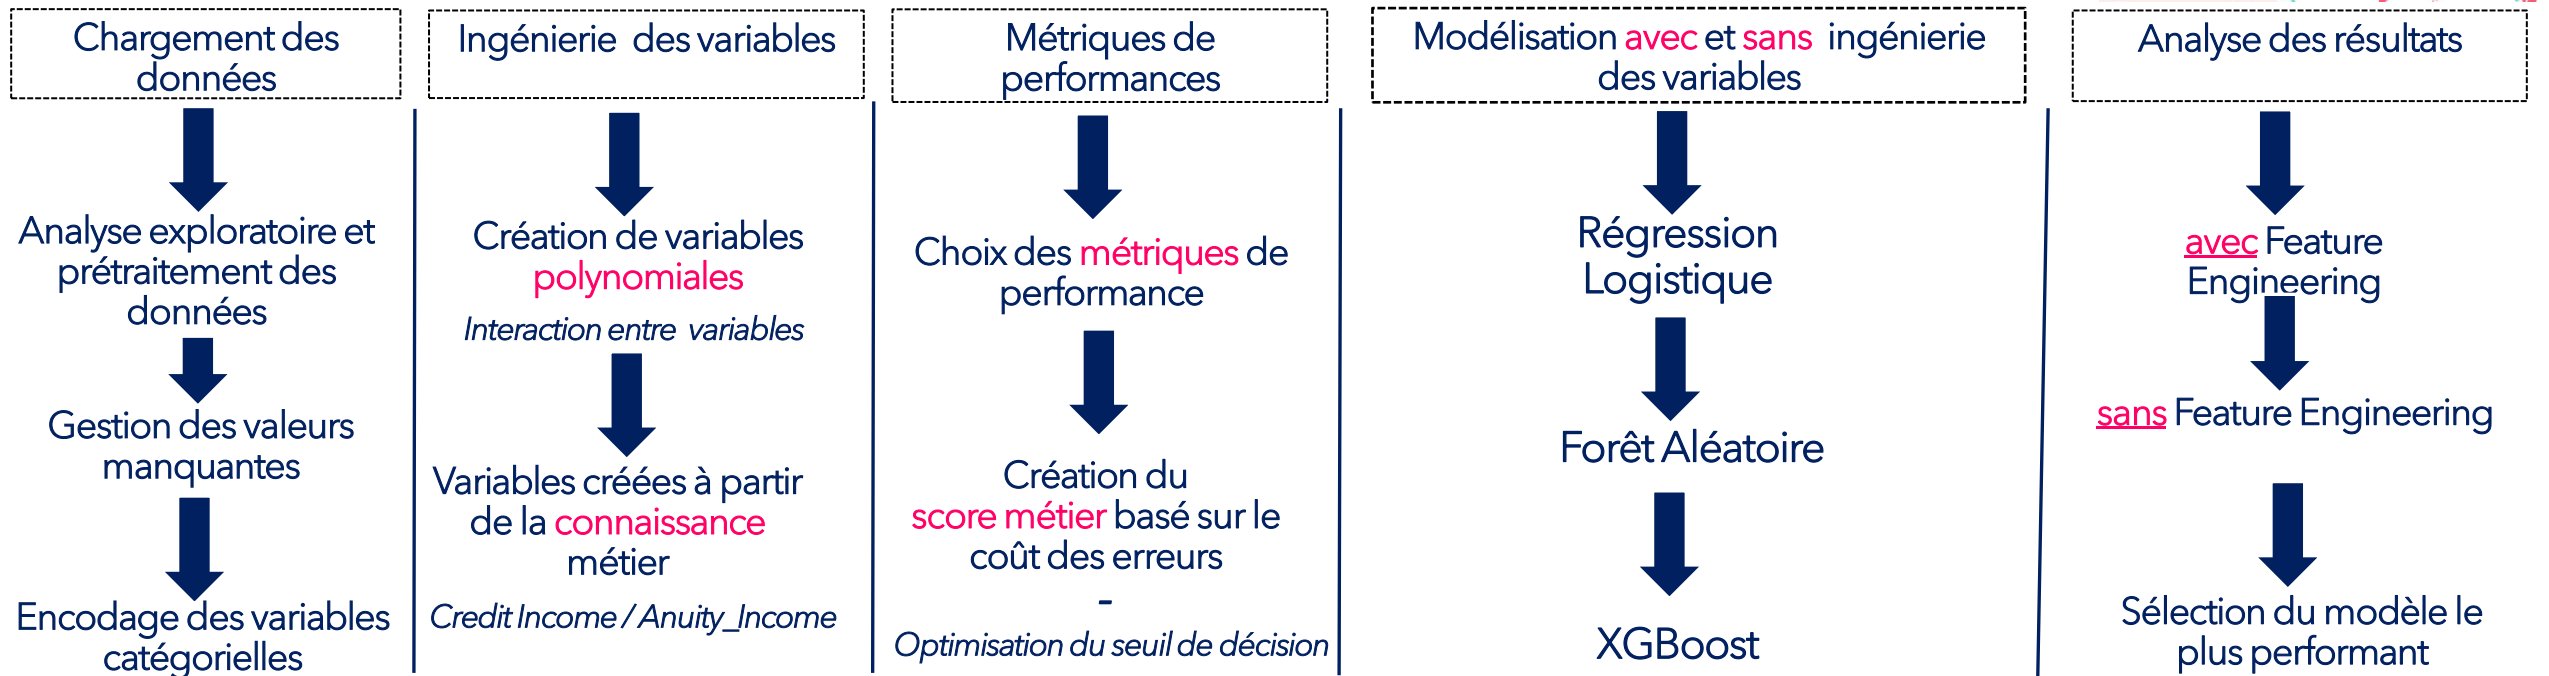 Chargement des
données
Analyse exploratoire et
prétraitement des
données
Gestion des valeurs
manquantes
Encodage des variables
catégorielles
Ingénierie des variables
Création de variables
polynomiales
Interaction entre variables
Variables créées à partir
de la connaissance
métier
Credit Income / Anuity_Income
Métriques de
performances
Choix des métriques de
performance
Création du
score métier basé sur le
coût des erreurs
-
Optimisation du seuil de décision
Modélisation avec et sans ingénierie
des variables
Régression
Logistique
Forêt Aléatoire
XGBoost
Analyse des résultats
avec Feature
Engineering
sans Feature Engineering
Sélection du modèle le
plus performant